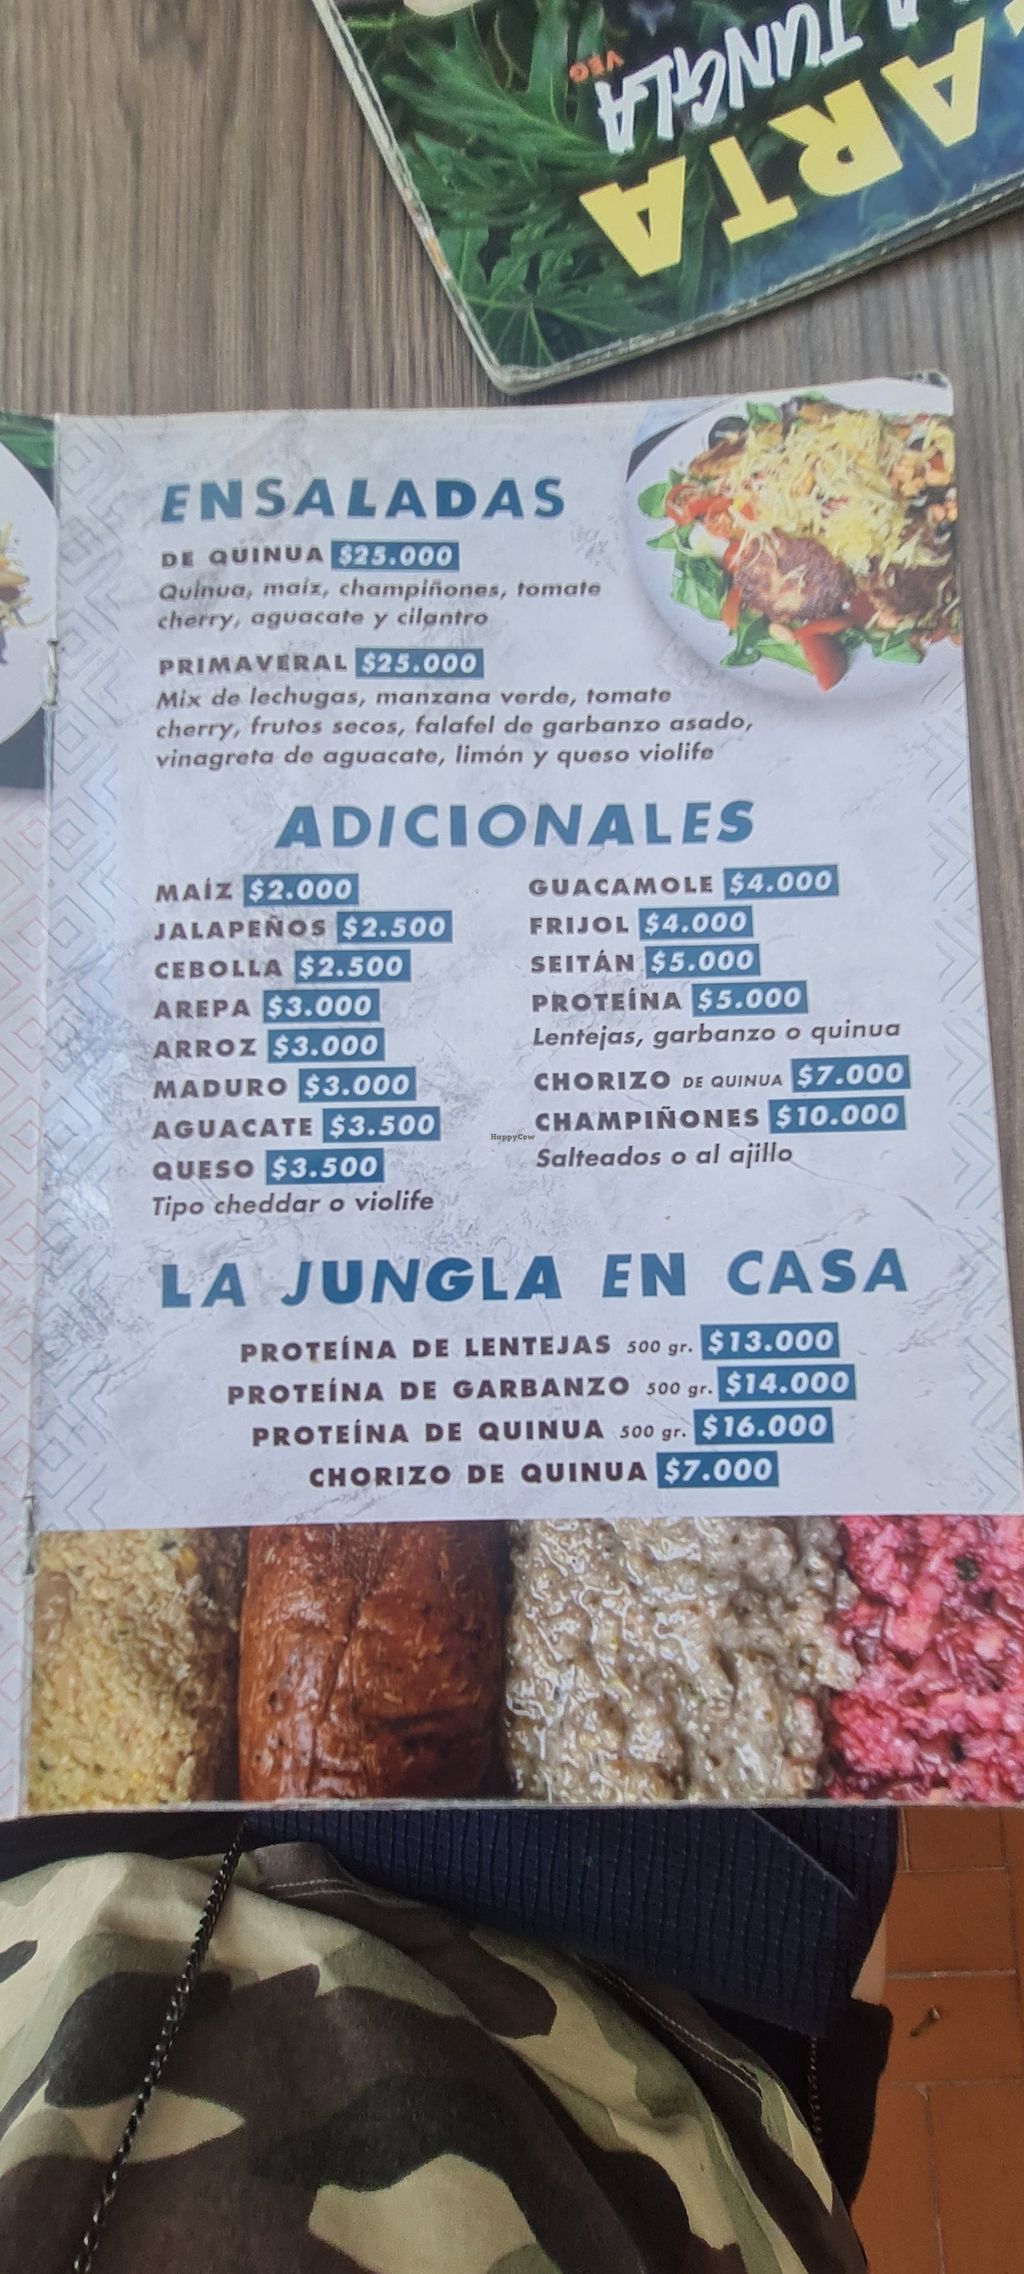 CARTA
LA JUNGLA
VEG
ENSALADAS
DE QUINUA $25.000
Quinua, maíz, champiñones, tomate
cherry, aguacate y cilantro
PRIMAVERAL $25.000
Mix de lechugas, manzana verde, tomate
cherry, frutos secos, falafel de garbanzo asado,
vinagreta de aguacate, limón y queso violife
ADICIONALES
MAÍZ $2.000
JALAPEÑOS $2.500
CEBOLLA $2.500
AREPA $3.000
ARROZ $3.000
MADURO $3.000
AGUACATE $3.500
QUESO $3.500
Tipo cheddar o violife
GUACAMOLE $4.000
FRIJOL $4.000
SEITÁN $5.000
PROTEÍNA $5.000
Lentejas, garbanzo o quinua
CHORIZO DE QUINUA $7.000
CHAMPIÑONES $10.000
Salteados o al ajillo
HappyCow
LA JUNGLA EN CASA
PROTEÍNA DE LENTEJAS 500 gr. $13.000
PROTEÍNA DE GARBANZO 500 gr. $14.000
PROTEÍNA DE QUINUA 500 gr. $16.000
CHORIZO DE QUINUA $7.000